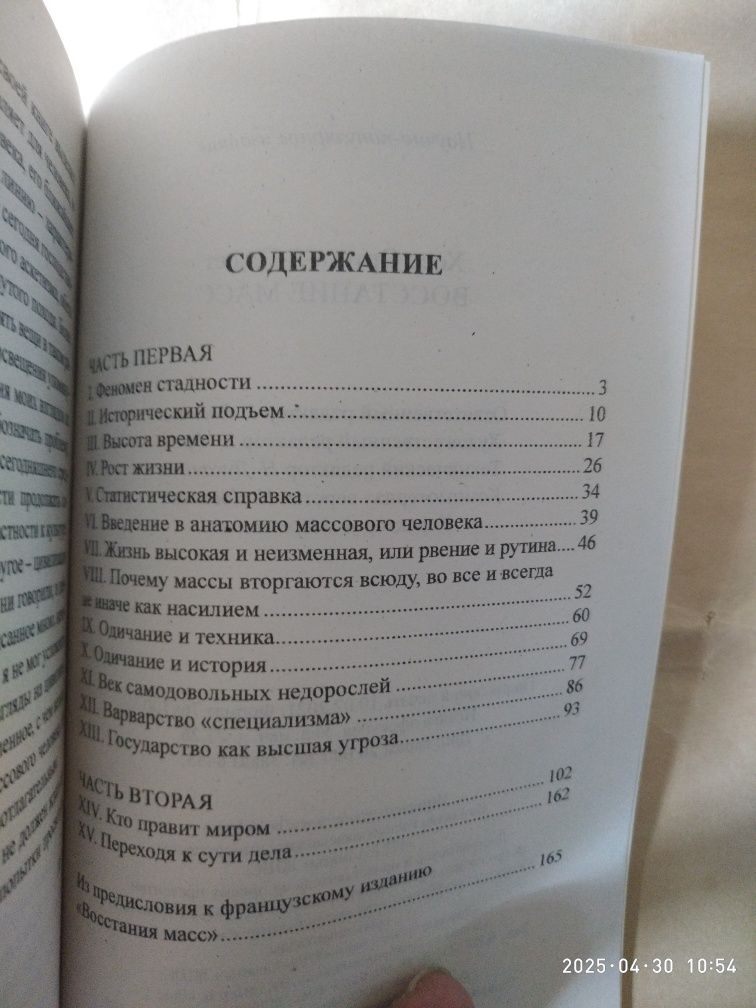 СОДЕРЖАНИЕ
ЧАСТЬ ПЕРВАЯ
I. Феномен стадности ..... 3
II. Исторический подъем ..... 10
III. Высота времени ..... 17
IV. Рост жизни ..... 26
V. Статистическая справка ..... 34
VI. Введение в анатомию массового человека ..... 39
VII. Жизнь высокая и неизменная, или рвение и рутина .... 46
VIII. Почему массы вторгаются всюду, во все и всегда
не иначе как насилием ..... 52
IX. Одичание и техника ..... 60
X. Одичание и история ..... 69
XI. Век самодовольных недорослей ..... 77
XII. Варварство «специализма» ..... 86
XIII. Государство как высшая угроза ..... 93
ЧАСТЬ ВТОРАЯ
XIV. Кто правит миром ..... 102
XV. Переходя к сути дела ..... 162
Из предисловия к французскому изданию
«Восстания масс» ..... 165
2025·04·30 10:54